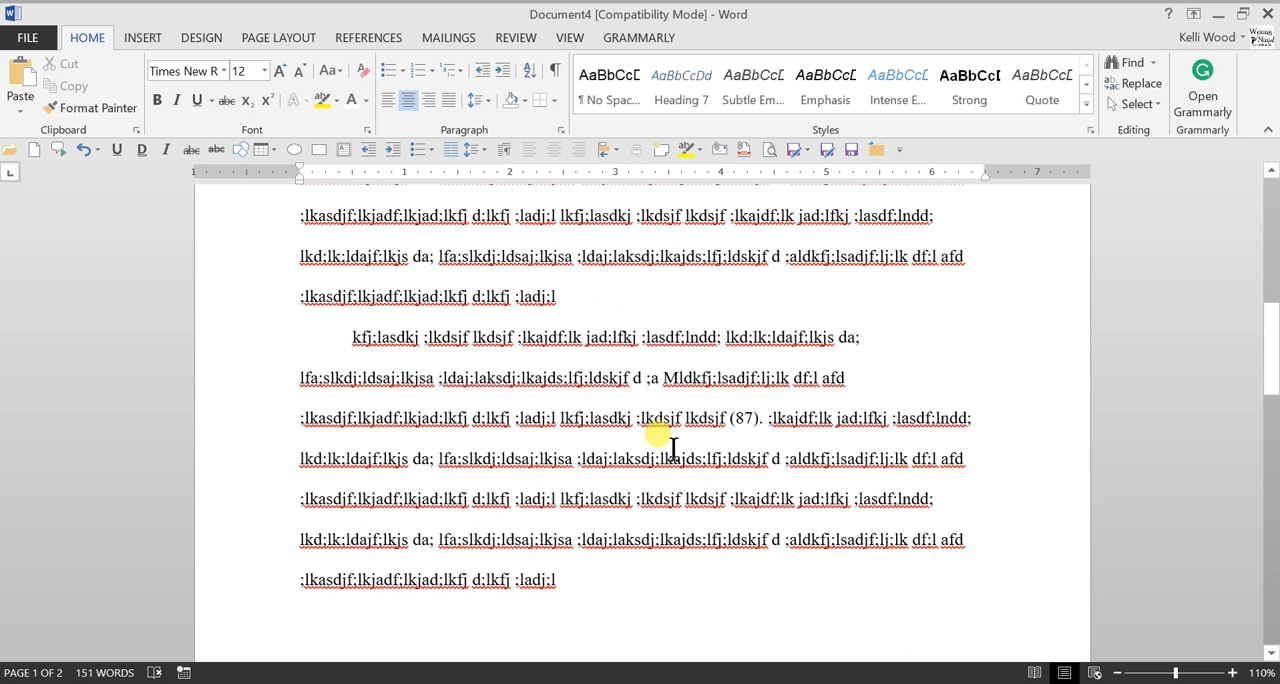 Document4 [Compatibility Mode] - Word
FILE HOME INSERT DESIGN PAGE LAYOUT REFERENCES MAILINGS REVIEW VIEW GRAMMARLY Kelli Wood
Cut
Copy
Format Painter
Paste
Clipboard
Times New R 12
Font
Paragraph
AaBbCcD AaBbCcDd AaBbCcD AaBbCcD AaBbCcD AaBbCcD AaBbCcD
¶ No Spac... Heading 7 Subtle Em... Emphasis Intense E... Strong Quote
Styles
Find
Replace
Select
Editing
Open
Grammarly
Grammarly
1 1 2 3 4 5 6 7
;lkasdjf;lkjadf;lkjad;lkfj d;lkfj ;ladj;l lkfj;lasdkj ;lkdsjf lkdsjf ;lkajdf;lk jad;lfkj ;lasdf;lndd;
lkd;lk;ldajf;lkjs da; lfa;slkdj;ldsaj;lkjsa ;ldaj;laksdj;lkajds;lfj;ldskjf d ;aldkfj;lsadjf;lj;lk df;l afd
;lkasdjf;lkjadf;lkjad;lkfj d;lkfj ;ladj;l
kfj;lasdkj ;lkdsjf lkdsjf ;lkajdf;lk jad;lfkj ;lasdf;lndd; lkd;lk;ldajf;lkjs da;
lfa;slkdj;ldsaj;lkjsa ;ldaj;laksdj;lkajds;lfj;ldskjf d ;a Mldkfj;lsadjf;lj;lk df;l afd
;lkasdjf;lkjadf;lkjad;lkfj d;lkfj ;ladj;l lkfj;lasdkj ;lkdsjf lkdsjf (87). ;lkajdf;lk jad;lfkj ;lasdf;lndd;
lkd;lk;ldajf;lkjs da; lfa;slkdj;ldsaj;lkjsa ;ldaj;laksdj;lkajds;lfj;ldskjf d ;aldkfj;lsadjf;lj;lk df;l afd
;lkasdjf;lkjadf;lkjad;lkfj d;lkfj ;ladj;l lkfj;lasdkj ;lkdsjf lkdsjf ;lkajdf;lk jad;lfkj ;lasdf;lndd;
lkd;lk;ldajf;lkjs da; lfa;slkdj;ldsaj;lkjsa ;ldaj;laksdj;lkajds;lfj;ldskjf d ;aldkfj;lsadjf;lj;lk df;l afd
;lkasdjf;lkjadf;lkjad;lkfj d;lkfj ;ladj;l
PAGE 1 OF 2 151 WORDS 110%